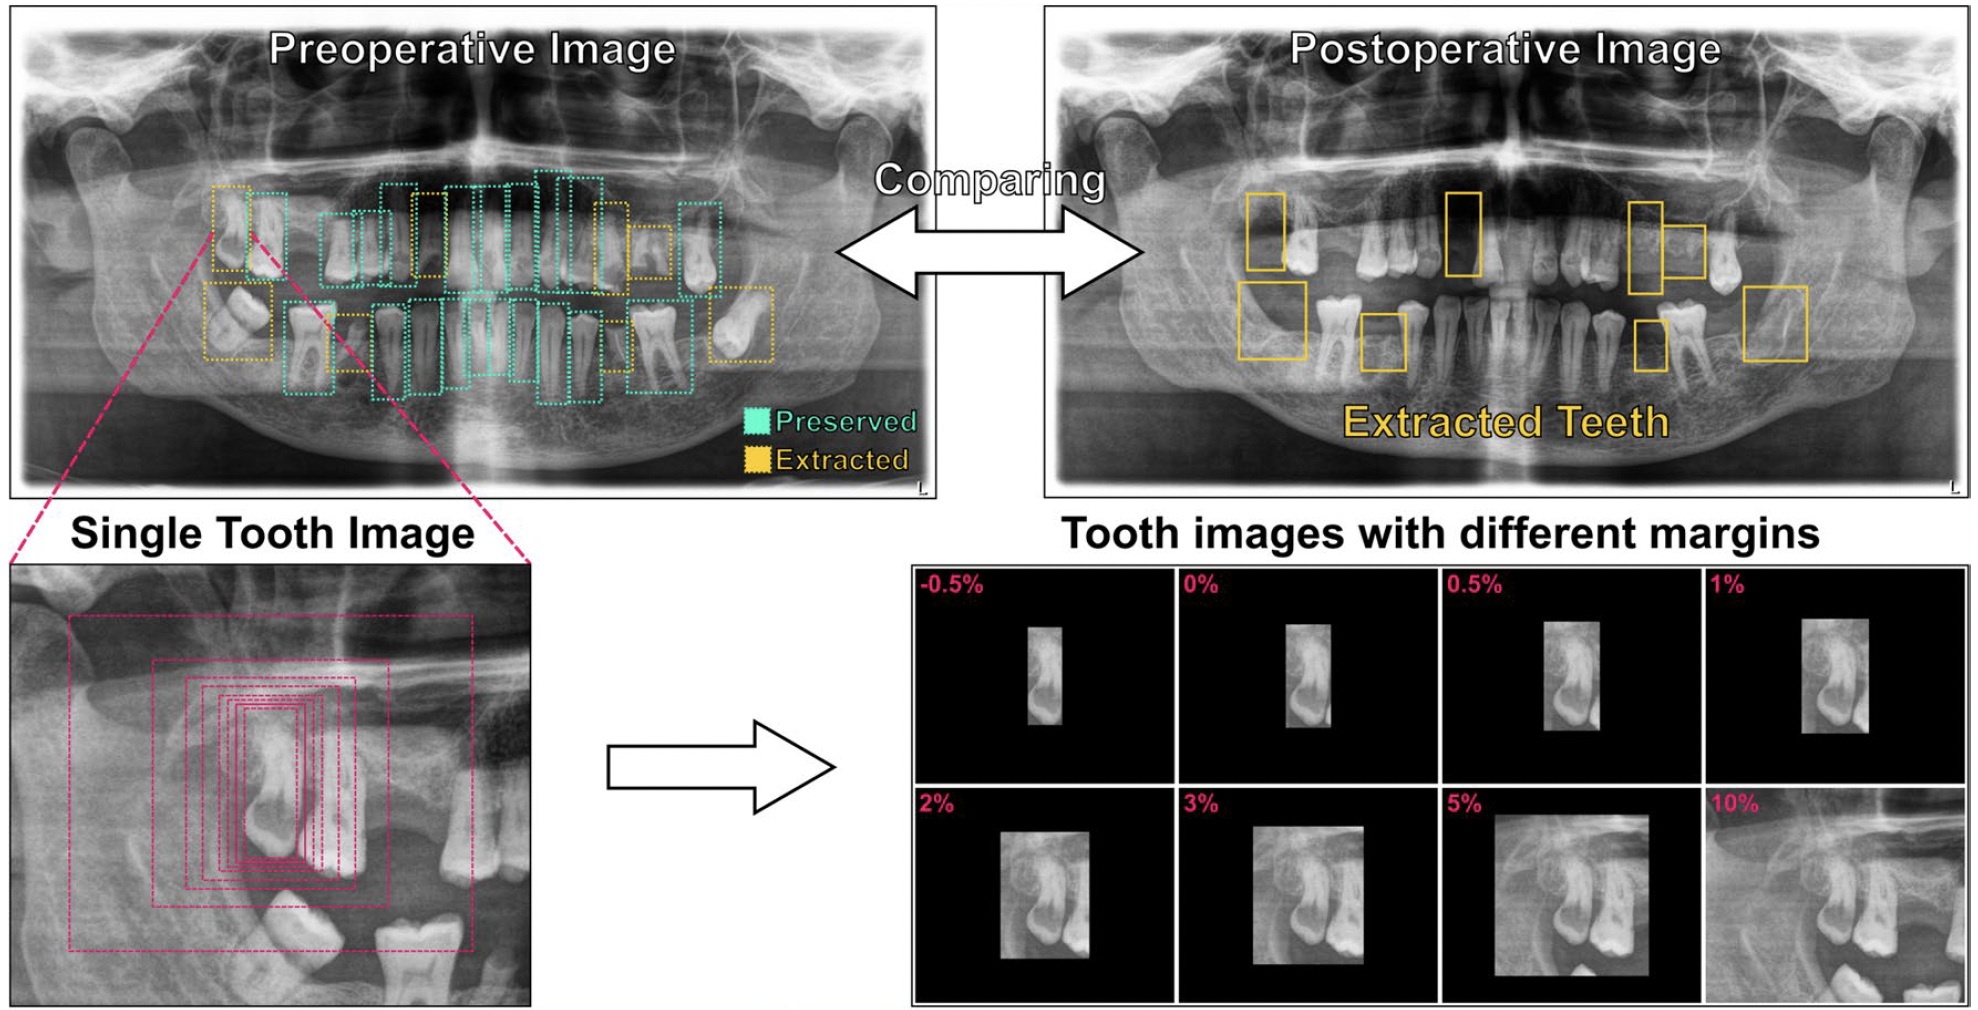 Preoperative Image
Postoperative Image
Comparing
Preserved
Extracted
Extracted Teeth
L
L
Single Tooth Image
Tooth images with different margins
-0.5%
0%
0.5%
1%
2%
3%
5%
10%